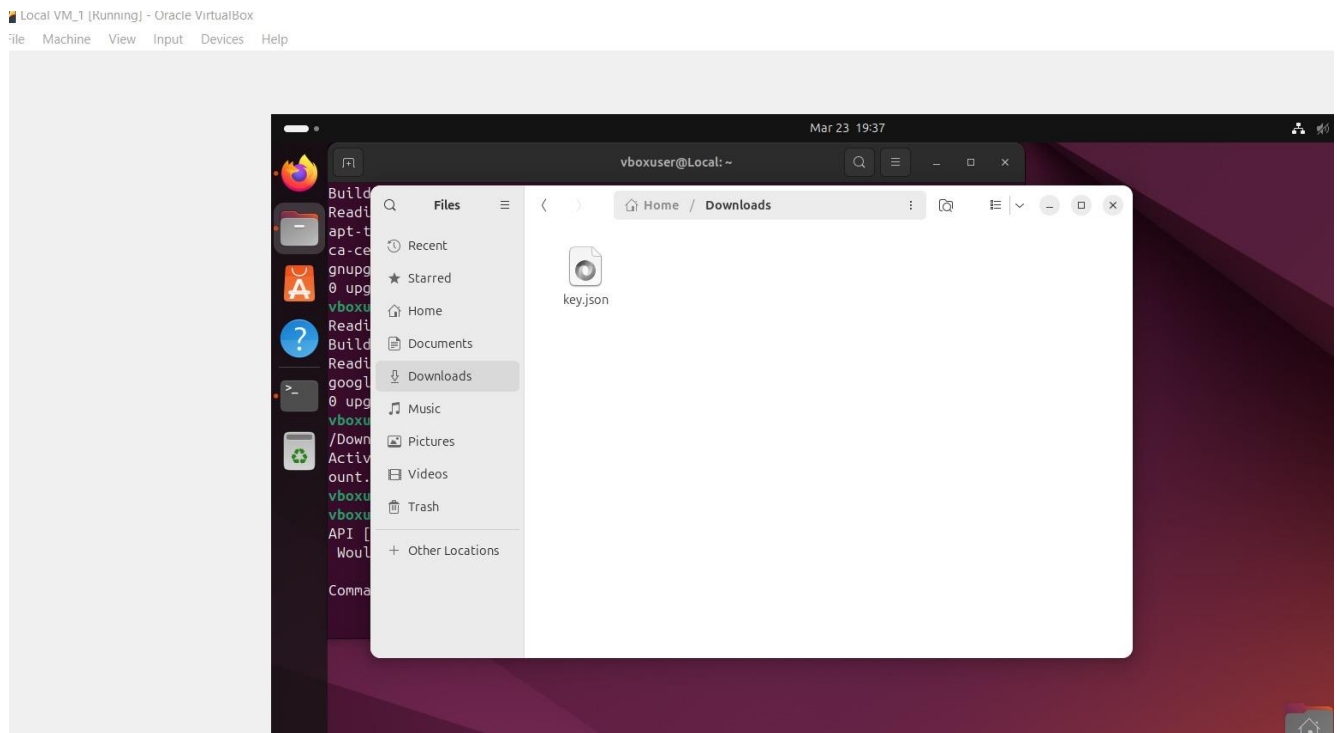 Local VM_1 [Running] - Oracle VirtualBox
File Machine View Input Devices Help
Mar 23 19:37
vboxuser@Local: ~
Build
Readi
apt-t
ca-ce
gnupg
0 upg
vboxu
Readi
Build
Readi
googl
0 upg
vboxu
/Down
Activ
ount.
vboxu
vboxu
API [
Woul
Comma
Files
Recent
Starred
Home
Documents
Downloads
Music
Pictures
Videos
Trash
+ Other Locations
Home / Downloads
key.json